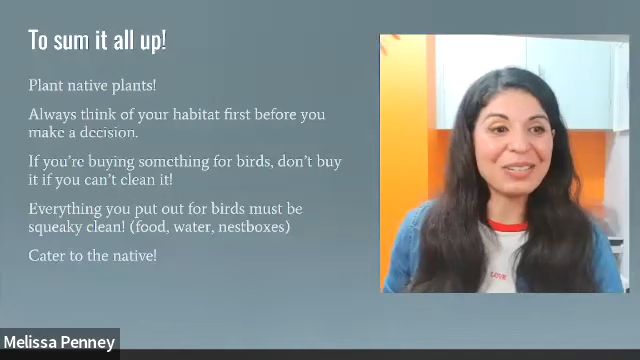 To sum it all up!
Plant native plants!
Always think of your habitat first before you
make a decision.
If you're buying something for birds, don't buy
it if you can't clean it!
Everything you put out for birds must be
squeaky clean! (food, water, nestboxes)
Cater to the native!
LOVE
Melissa Penney